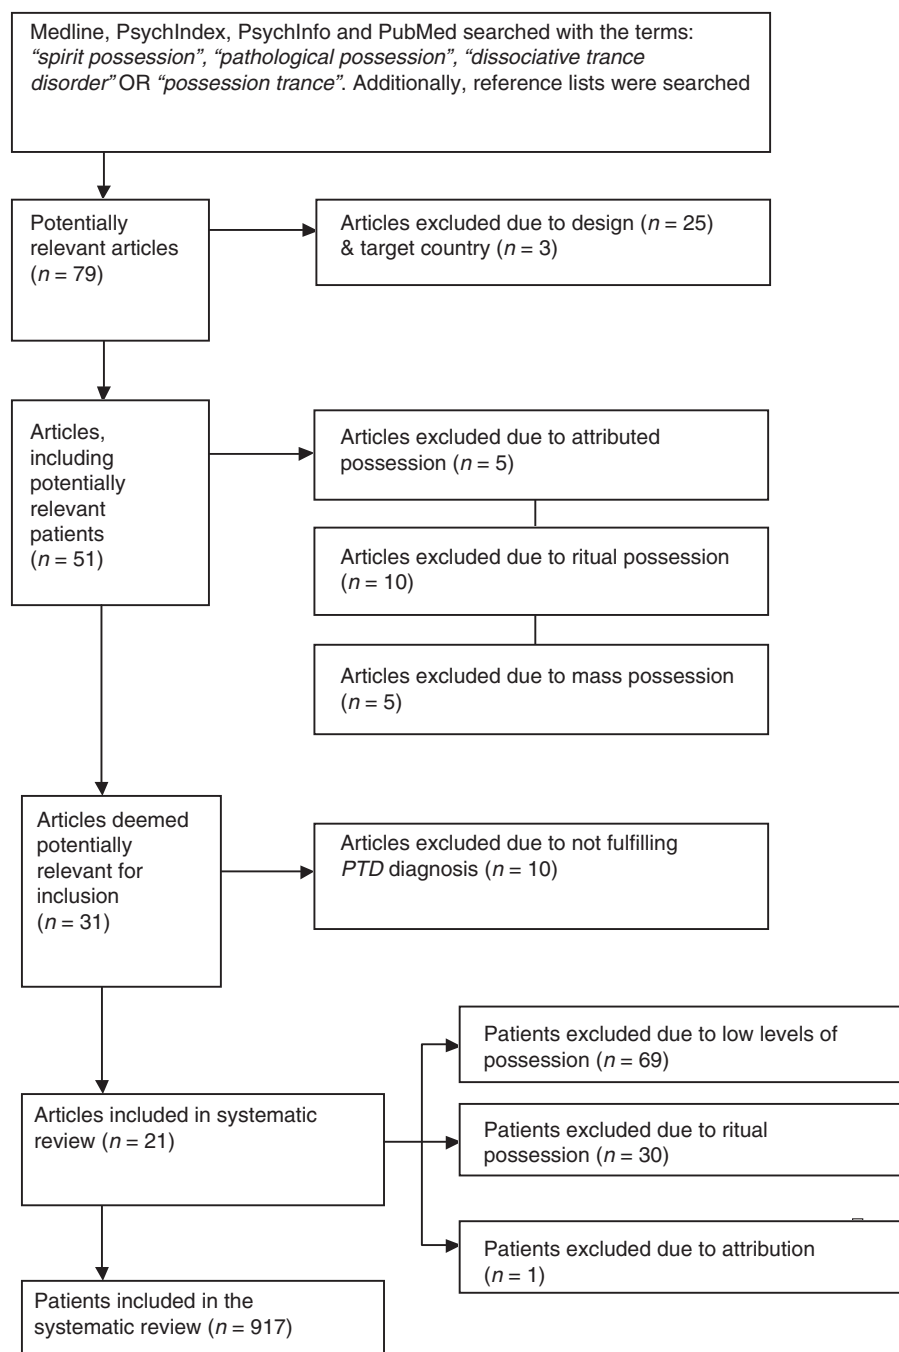 Medline, PsychIndex, PsychInfo and PubMed searched with the terms:
“spirit possession”, “pathological possession”, “dissociative trance
disorder” OR “possession trance”. Additionally, reference lists were searched
Potentially
relevant articles
(n = 79)
Articles excluded due to design (n = 25)
& target country (n = 3)
Articles,
including
potentially
relevant
patients
(n = 51)
Articles excluded due to attributed
possession (n = 5)
Articles excluded due to ritual possession
(n = 10)
Articles excluded due to mass possession
(n = 5)
Articles deemed
potentially
relevant for
inclusion
(n = 31)
Articles excluded due to not fulfilling
PTD diagnosis (n = 10)
Articles included in systematic
review (n = 21)
Patients excluded due to low levels of
possession (n = 69)
Patients excluded due to ritual
possession (n = 30)
Patients excluded due to attribution
(n = 1)
Patients included in the
systematic review (n = 917)